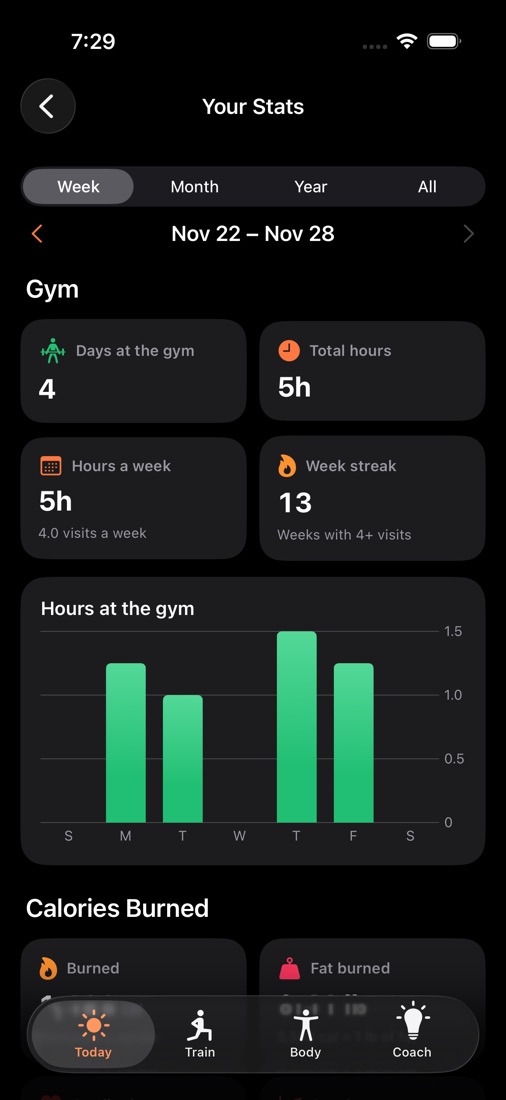 7:29
Your Stats
Week Month Year All
Nov 22 – Nov 28
Gym
Days at the gym
4
Total hours
5h
Hours a week
5h
4.0 visits a week
Week streak
13
Weeks with 4+ visits
Hours at the gym
1.5
1.0
0.5
0
S M T W T F S
Calories Burned
Burned
Fat burned
Today Train Body Coach